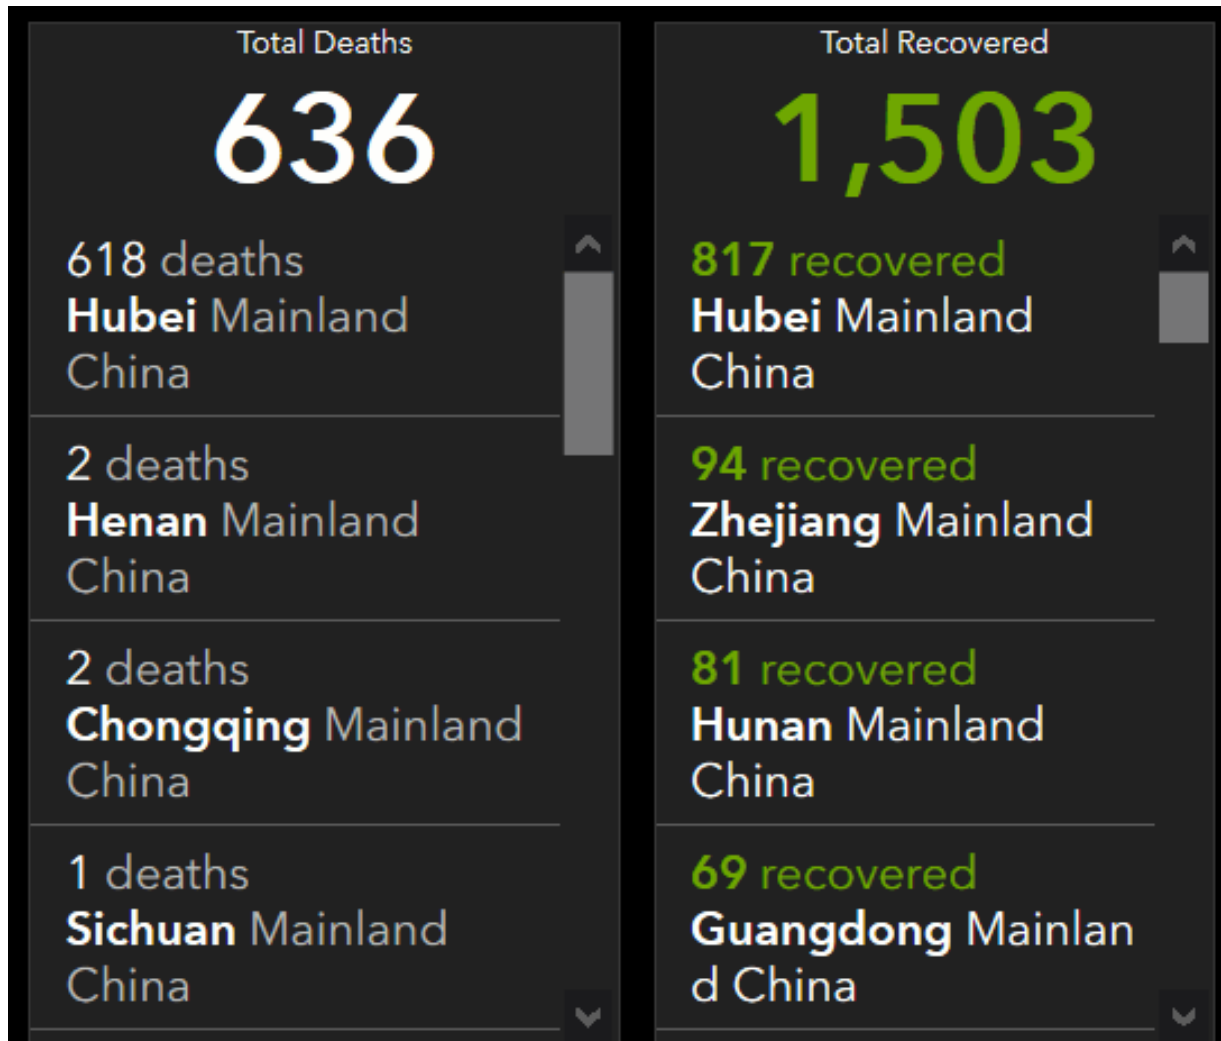 Total Deaths
636
618 deaths
Hubei Mainland
China
2 deaths
Henan Mainland
China
2 deaths
Chongqing Mainland
China
1 deaths
Sichuan Mainland
China
Total Recovered
1,503
817 recovered
Hubei Mainland
China
94 recovered
Zhejiang Mainland
China
81 recovered
Hunan Mainland
China
69 recovered
Guangdong Mainlan
d China